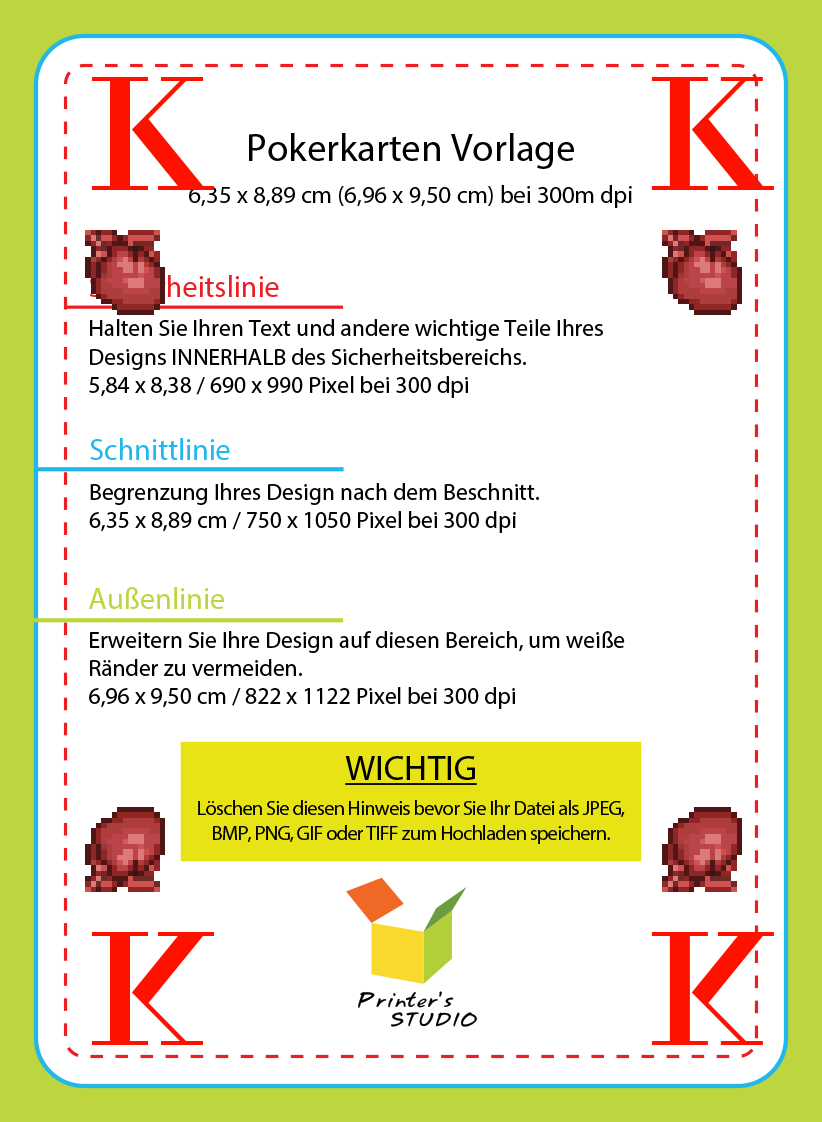 K K
Pokerkarten Vorlage
6,35 x 8,89 cm (6,96 x 9,50 cm) bei 300m dpi
heitslinie
Halten Sie Ihren Text und andere wichtige Teile Ihres
Designs INNERHALB des Sicherheitsbereichs.
5,84 x 8,38 / 690 x 990 Pixel bei 300 dpi
Schnittlinie
Begrenzung Ihres Design nach dem Beschnitt.
6,35 x 8,89 cm / 750 x 1050 Pixel bei 300 dpi
Außenlinie
Erweitern Sie Ihre Design auf diesen Bereich, um weiße
Ränder zu vermeiden.
6,96 x 9,50 cm / 822 x 1122 Pixel bei 300 dpi
WICHTIG
Löschen Sie diesen Hinweis bevor Sie Ihr Datei als JPEG,
BMP, PNG, GIF oder TIFF zum Hochladen speichern.
Printer's
STUDIO
K K